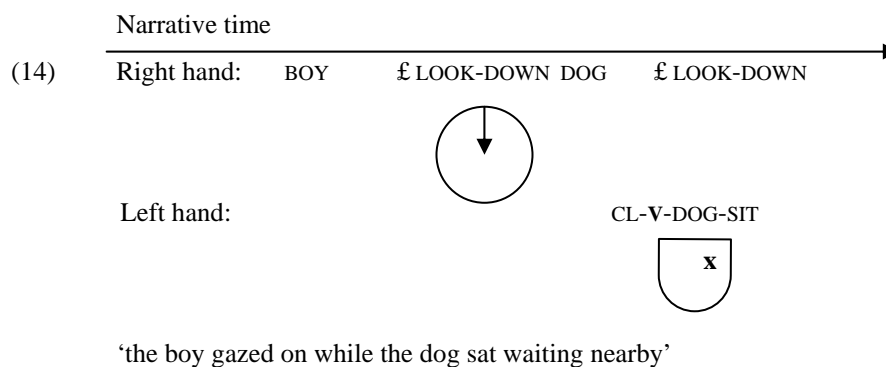 Narrative time
(14) Right hand: BOY £ LOOK-DOWN DOG £ LOOK-DOWN
Left hand: CL-V-DOG-SIT
x
‘the boy gazed on while the dog sat waiting nearby’